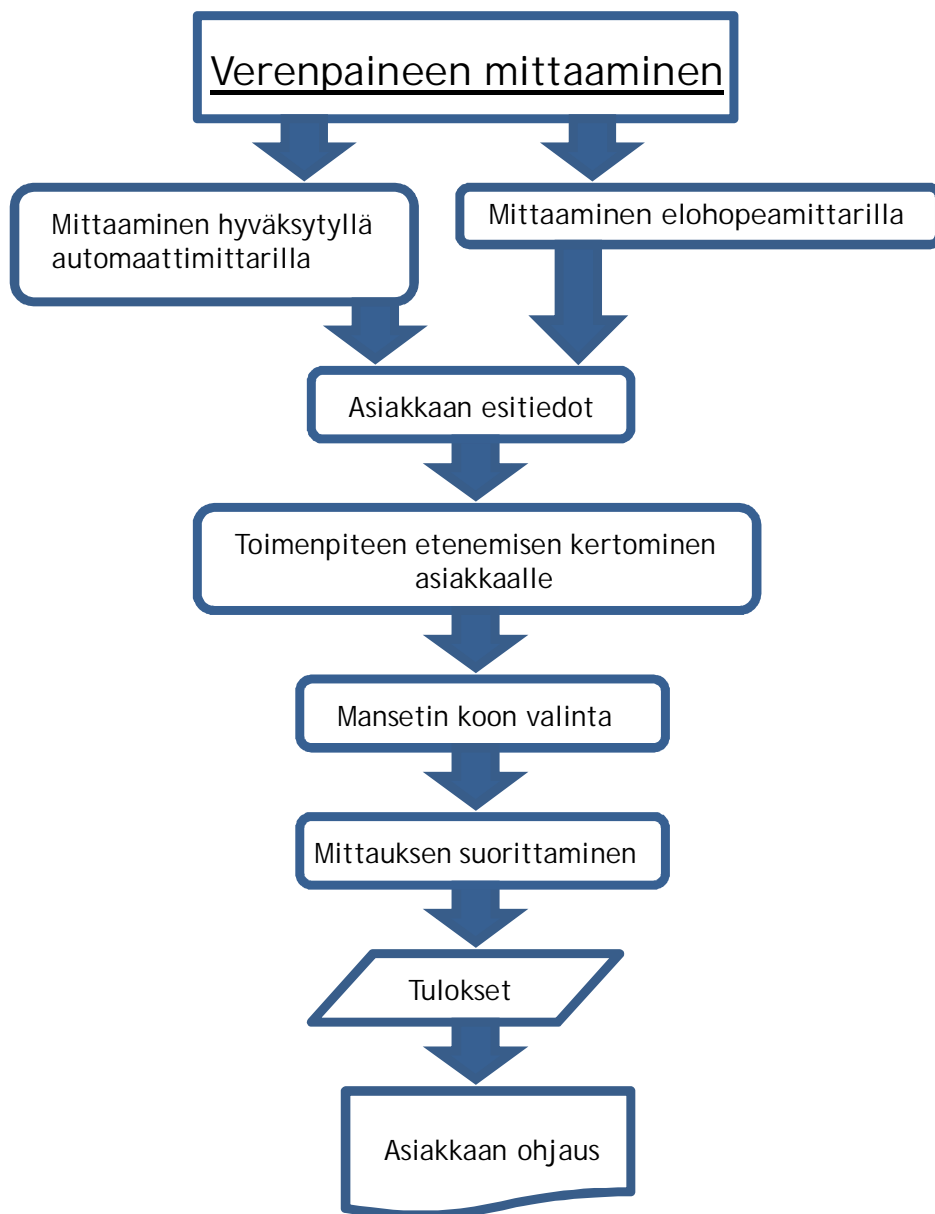 Verenpaineen mittaaminen
Mittaaminen hyväksytyllä
automaattimittarilla
Mittaaminen elohopeamittarilla
Asiakkaan esitiedot
Toimenpiteen etenemisen kertominen
asiakkaalle
Mansetin koon valinta
Mittauksen suorittaminen
Tulokset
Asiakkaan ohjaus